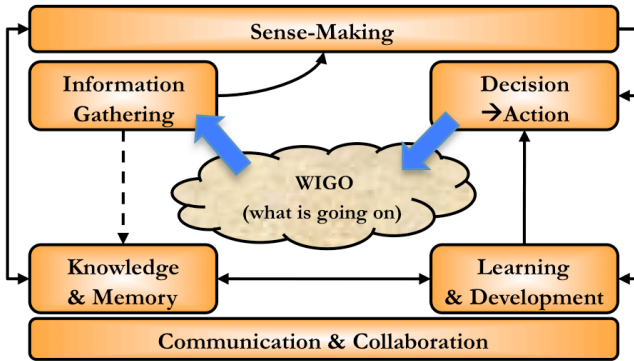 Sense-Making
Information
Gathering
Decision
→Action
WIGO
(what is going on)
Knowledge
& Memory
Learning
& Development
Communication & Collaboration